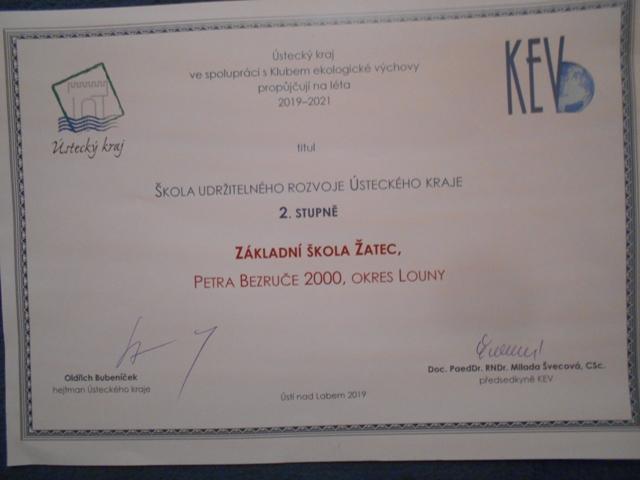 Ústecký kraj
ve spolupráci s Klubem ekologické výchovy
propůjčují na léta
2019–2021
Ústecký kraj
KEV
titul
ŠKOLA UDRŽITELNÉHO ROZVOJE ÚSTECKÉHO KRAJE
2. STUPNĚ
ZÁKLADNÍ ŠKOLA ŽATEC,
PETRA BEZRUČE 2000, OKRES LOUNY
Oldřich Bubeníček
hejtman Ústeckého kraje
Doc. PaedDr. RNDr. Milada Švecová, CSc.
předsedkyně KEV
Ústí nad Labem 2019